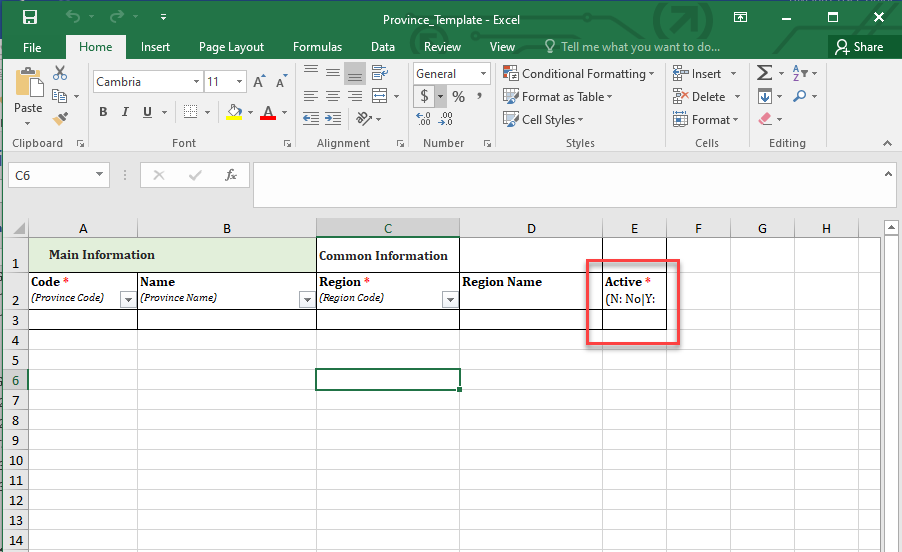 Province_Template - Excel
File Home Insert Page Layout Formulas Data Review View Tell me what you want to do... Share
Cambria 11 A A General Conditional Formatting Insert
Paste B I U A $ % , Format as Table Delete
Cell Styles Format
Clipboard Font Alignment Number Styles Cells Editing
C6 fx
A B C D E F G H
1 Main Information Common Information
2 Code * Name Region * Region Name Active *
(Province Code) (Province Name) (Region Code) (N: No|Y:
3
4
5
6
7
8
9
10
11
12
13
14